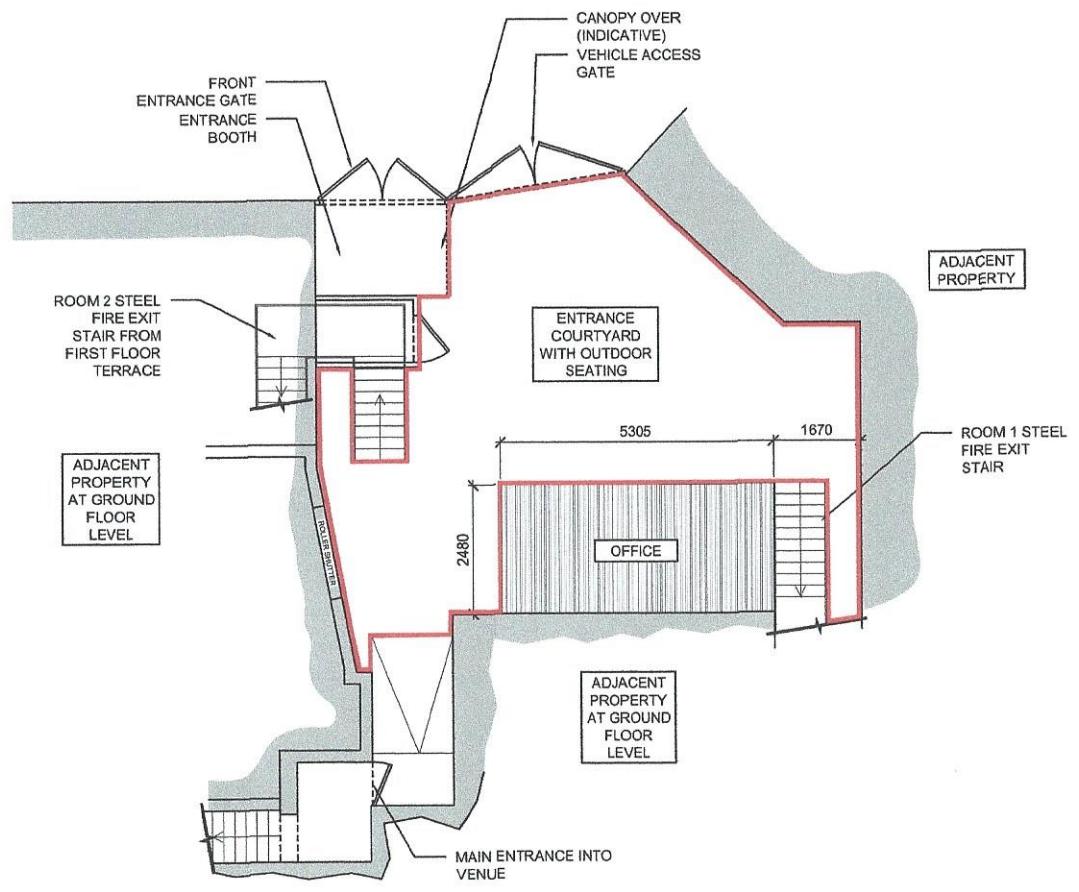 CANOPY OVER
(INDICATIVE)
VEHICLE ACCESS
GATE
FRONT
ENTRANCE GATE
ENTRANCE
BOOTH
ADJACENT
PROPERTY
ROOM 2 STEEL
FIRE EXIT
STAIR FROM
FIRST FLOOR
TERRACE
ENTRANCE
COURTYARD
WITH OUTDOOR
SEATING
5305
1670
ROOM 1 STEEL
FIRE EXIT
STAIR
ADJACENT
PROPERTY
AT GROUND
FLOOR
LEVEL
ROLLER SHUTTER
2480
OFFICE
ADJACENT
PROPERTY
AT GROUND
FLOOR
LEVEL
MAIN ENTRANCE INTO
VENUE